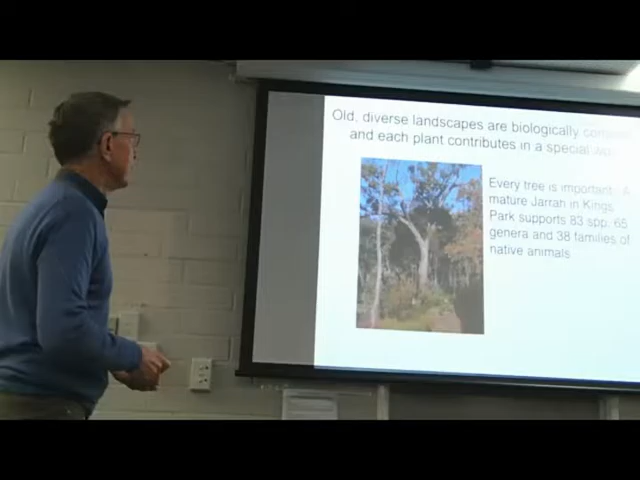 Old, diverse landscapes are biologically
and each plant contributes in a special
Every tree is important. A
mature Jarrah in Kings
Park supports 83 spp. 65
genera and 38 families of
native animals